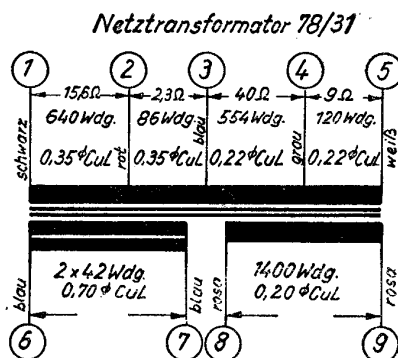 Netztransformator 78/31
1 2 3 4 5
15,6Ω 2,3Ω 40Ω 9Ω
640 Wdg. 86 Wdg. 554 Wdg. 120 Wdg.
0,35 ⌀ CuL 0,35 ⌀ CuL 0,22 ⌀ CuL 0,22 ⌀ CuL
schwarz rot blau grau weiß
2 x 42 Wdg. 1400 Wdg.
0,70 ⌀ CuL 0,20 ⌀ CuL
blau blau rosa rosa
6 7 8 9